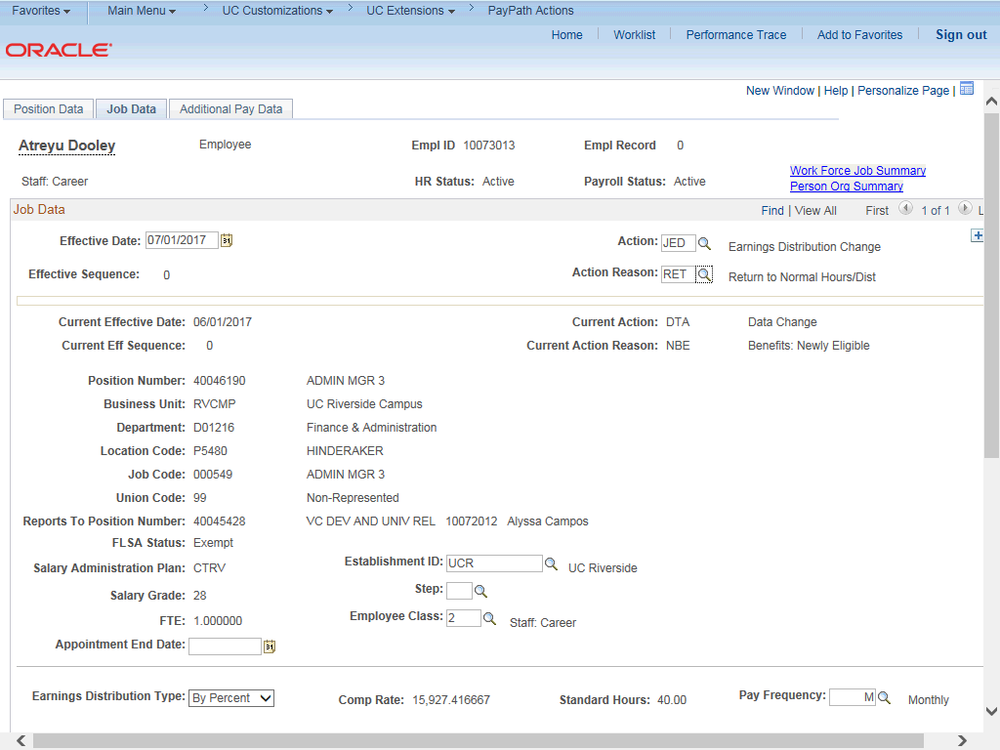 Favorites Main Menu > UC Customizations > UC Extensions > PayPath Actions
Home Worklist Performance Trace Add to Favorites Sign out
ORACLE
New Window | Help | Personalize Page |
Position Data Job Data Additional Pay Data
Atreyu Dooley Employee Empl ID 10073013 Empl Record 0
Staff: Career HR Status: Active Payroll Status: Active Work Force Job Summary
Person Org Summary
Job Data Find | View All First 1 of 1 L
Effective Date: 07/01/2017 31 Action: JED Earnings Distribution Change
Effective Sequence: 0 Action Reason: RET Return to Normal Hours/Dist
Current Effective Date: 06/01/2017 Current Action: DTA Data Change
Current Eff Sequence: 0 Current Action Reason: NBE Benefits: Newly Eligible
Position Number: 40046190 ADMIN MGR 3
Business Unit: RVCMP UC Riverside Campus
Department: D01216 Finance & Administration
Location Code: P5480 HINDERAKER
Job Code: 000549 ADMIN MGR 3
Union Code: 99 Non-Represented
Reports To Position Number: 40045428 VC DEV AND UNIV REL 10072012 Alyssa Campos
FLSA Status: Exempt
Salary Administration Plan: CTRV Establishment ID: UCR UC Riverside
Salary Grade: 28 Step:
FTE: 1.000000 Employee Class: 2 Staff: Career
Appointment End Date: 31
Earnings Distribution Type: By Percent Comp Rate: 15,927.416667 Standard Hours: 40.00 Pay Frequency: M Monthly